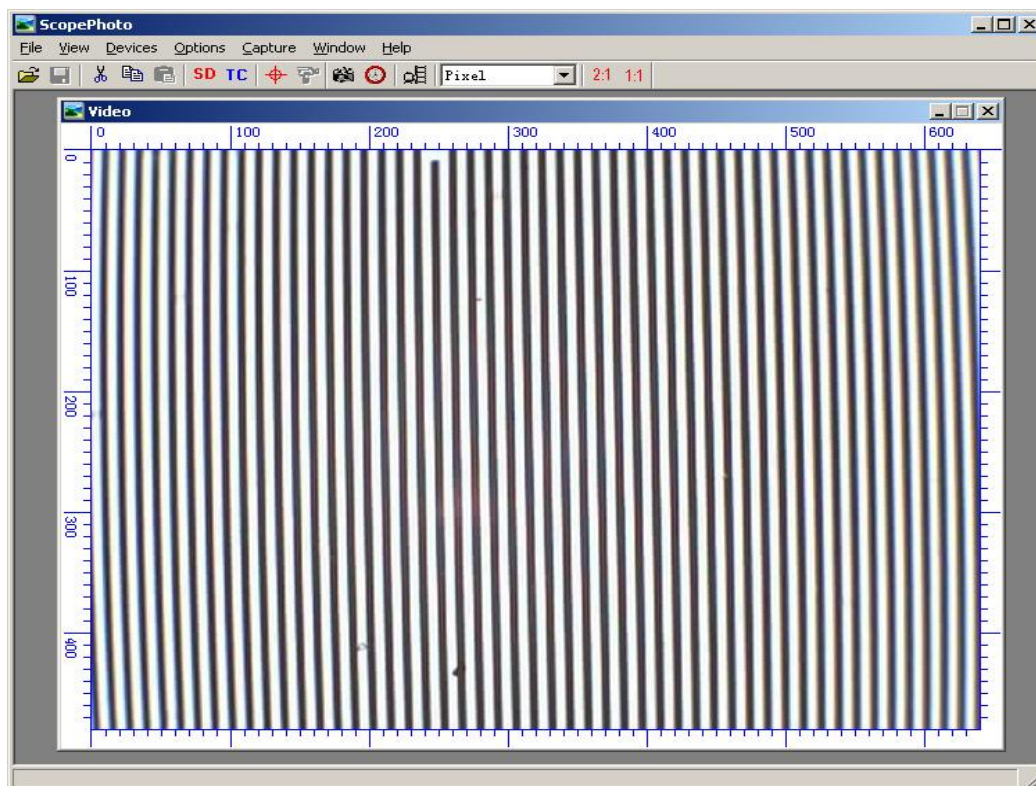 ScopePhoto
File View Devices Options Capture Window Help
SD TC Pixel 2:1 1:1
Video
0 100 200 300 400 500 600
0
100
200
300
400